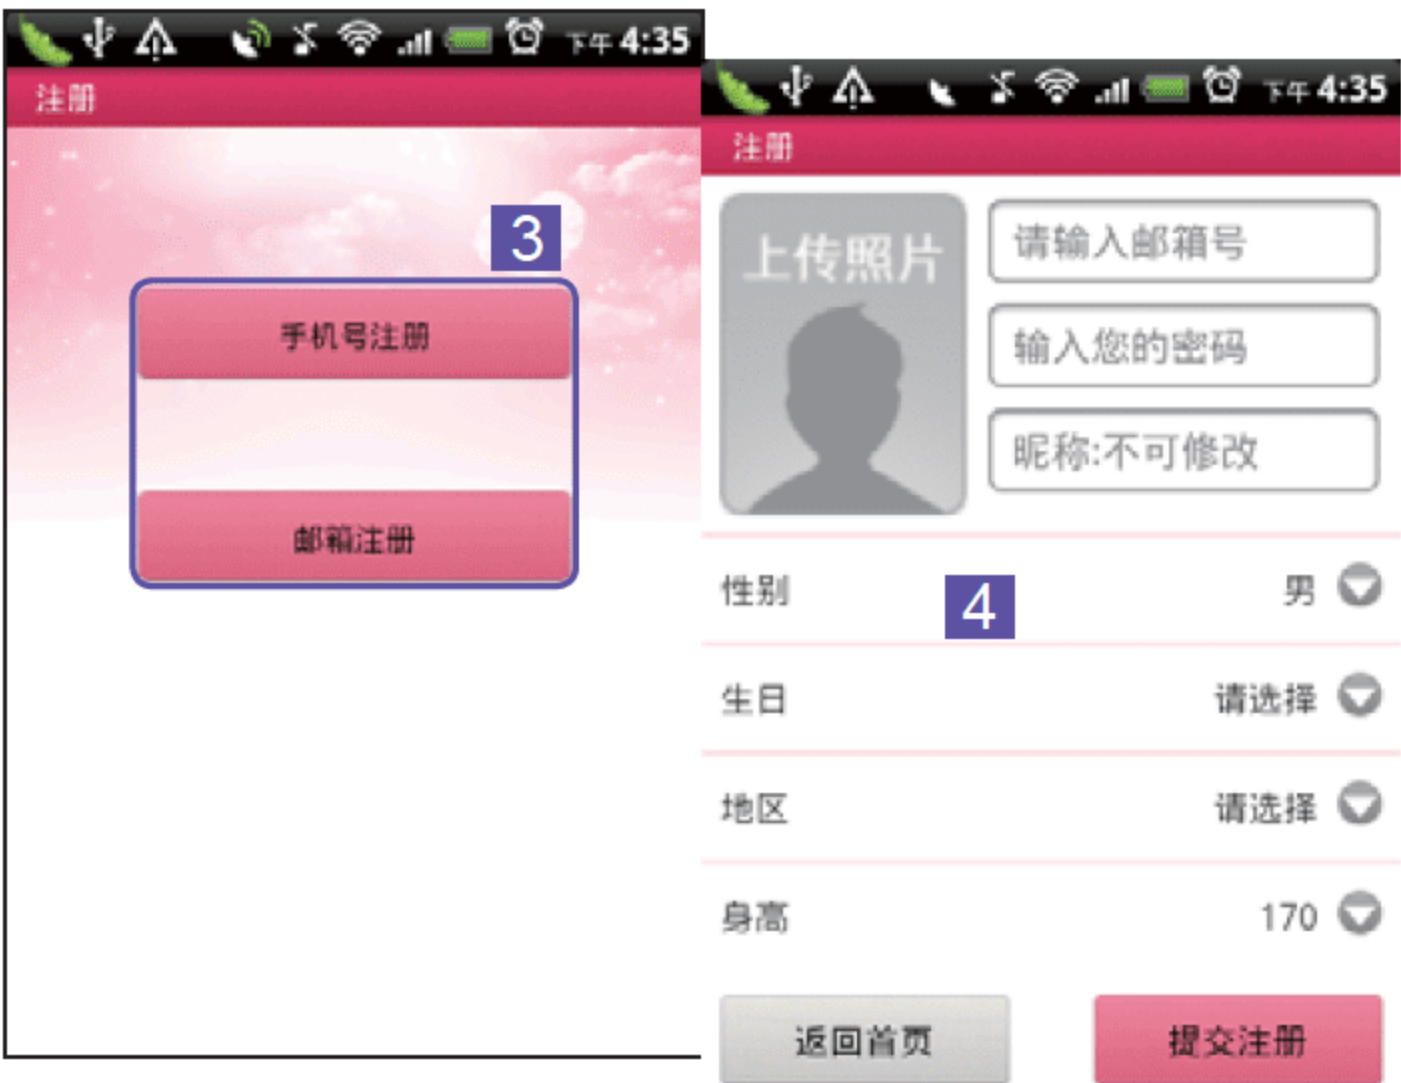 下午 4:35
注册
3
手机号注册
邮箱注册
下午 4:35
注册
上传照片
请输入邮箱号
输入您的密码
昵称:不可修改
性别 男
4
生日 请选择
地区 请选择
身高 170
返回首页 提交注册